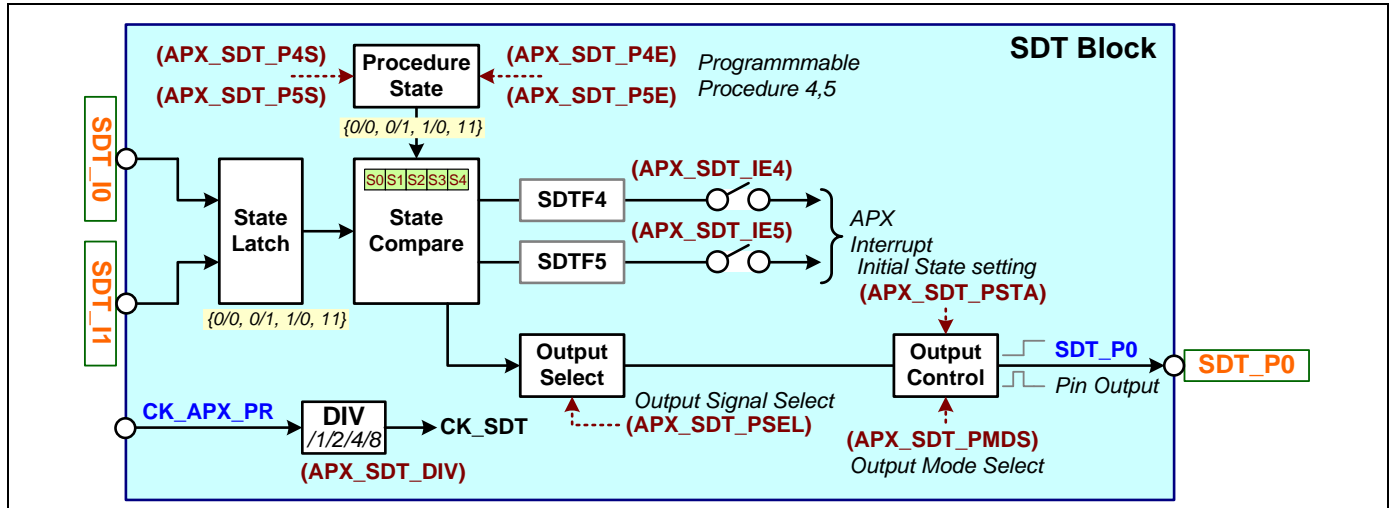 SDT Block
(APX_SDT_P4S)
(APX_SDT_P5S)
Procedure
State
(APX_SDT_P4E)
(APX_SDT_P5E)
Programmmable
Procedure 4,5
{0/0, 0/1, 1/0, 11}
SDT_I0
SDT_I1
State
Latch
{0/0, 0/1, 1/0, 11}
S0 S1 S2 S3 S4
State
Compare
SDTF4
SDTF5
(APX_SDT_IE4)
(APX_SDT_IE5)
APX
Interrupt
Initial State setting
(APX_SDT_PSTA)
Output
Select
Output Signal Select
(APX_SDT_PSEL)
Output
Control
SDT_P0
Pin Output
SDT_P0
(APX_SDT_PMDS)
Output Mode Select
CK_APX_PR
DIV
/1/2/4/8
CK_SDT
(APX_SDT_DIV)